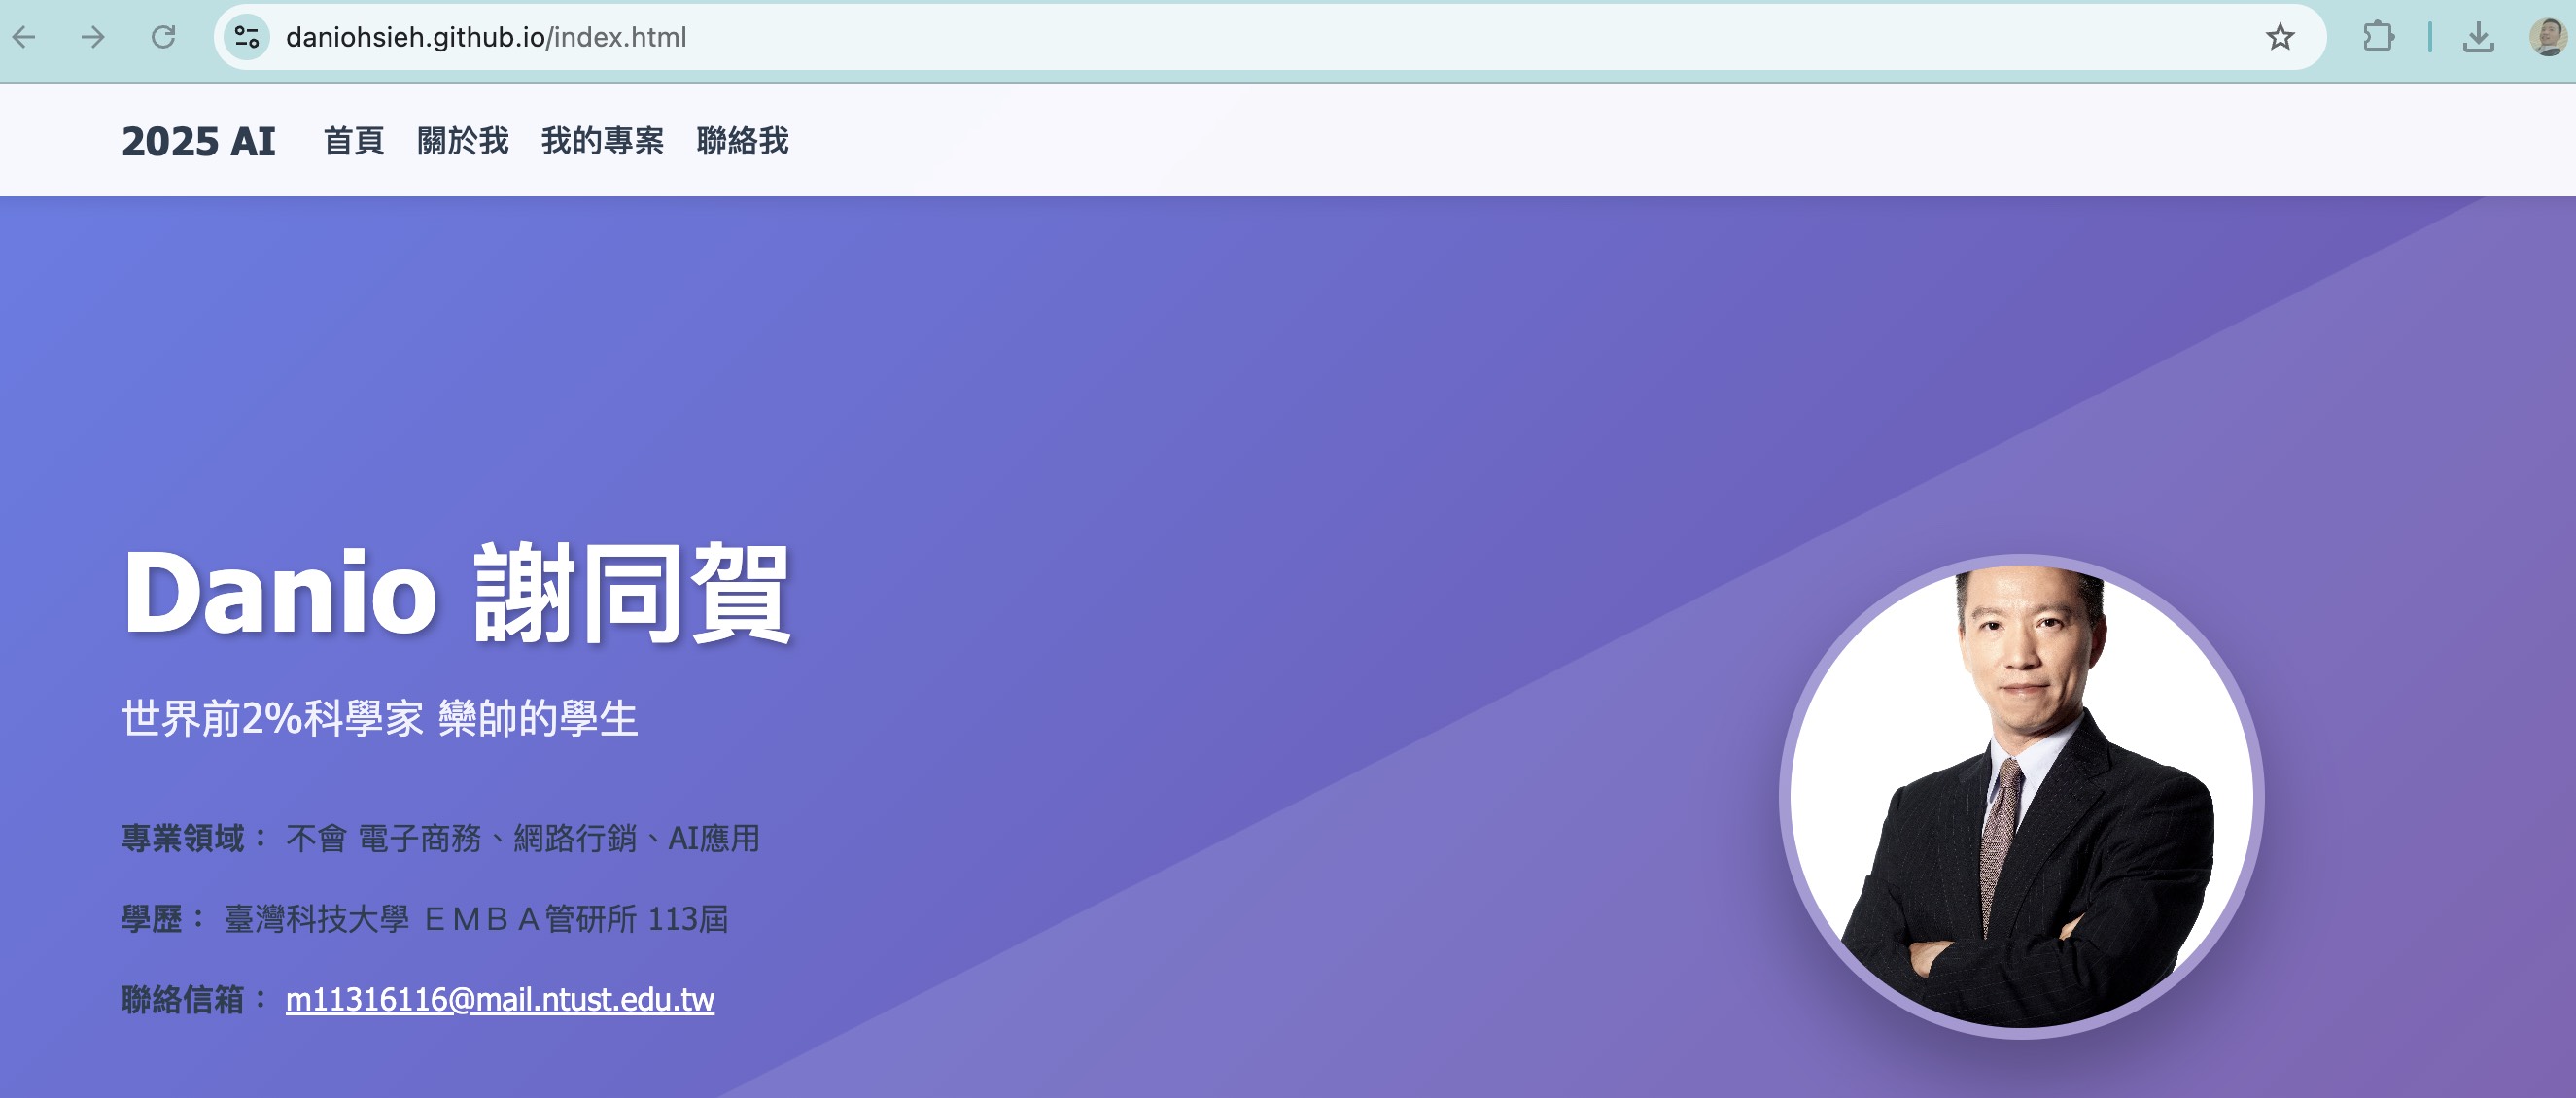 daniohsieh.github.io/index.html
2025 AI 首頁 關於我 我的專案 聯絡我
Danio 謝同賀
世界前2%科學家 欒帥的學生
專業領域： 不會 電子商務、網路行銷、AI應用
學歷： 臺灣科技大學 ＥＭＢＡ管研所 113屆
聯絡信箱： m11316116@mail.ntust.edu.tw